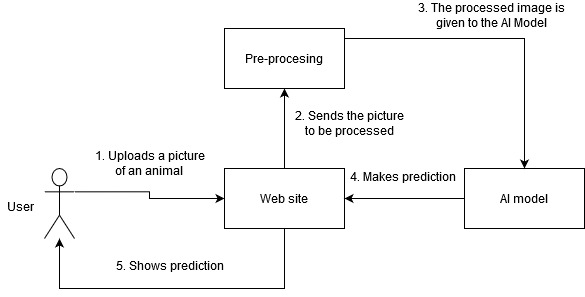 3. The processed image is
given to the AI Model
Pre-procesing
2. Sends the picture
to be processed
1. Uploads a picture
of an animal
4. Makes prediction
User
Web site
AI model
5. Shows prediction